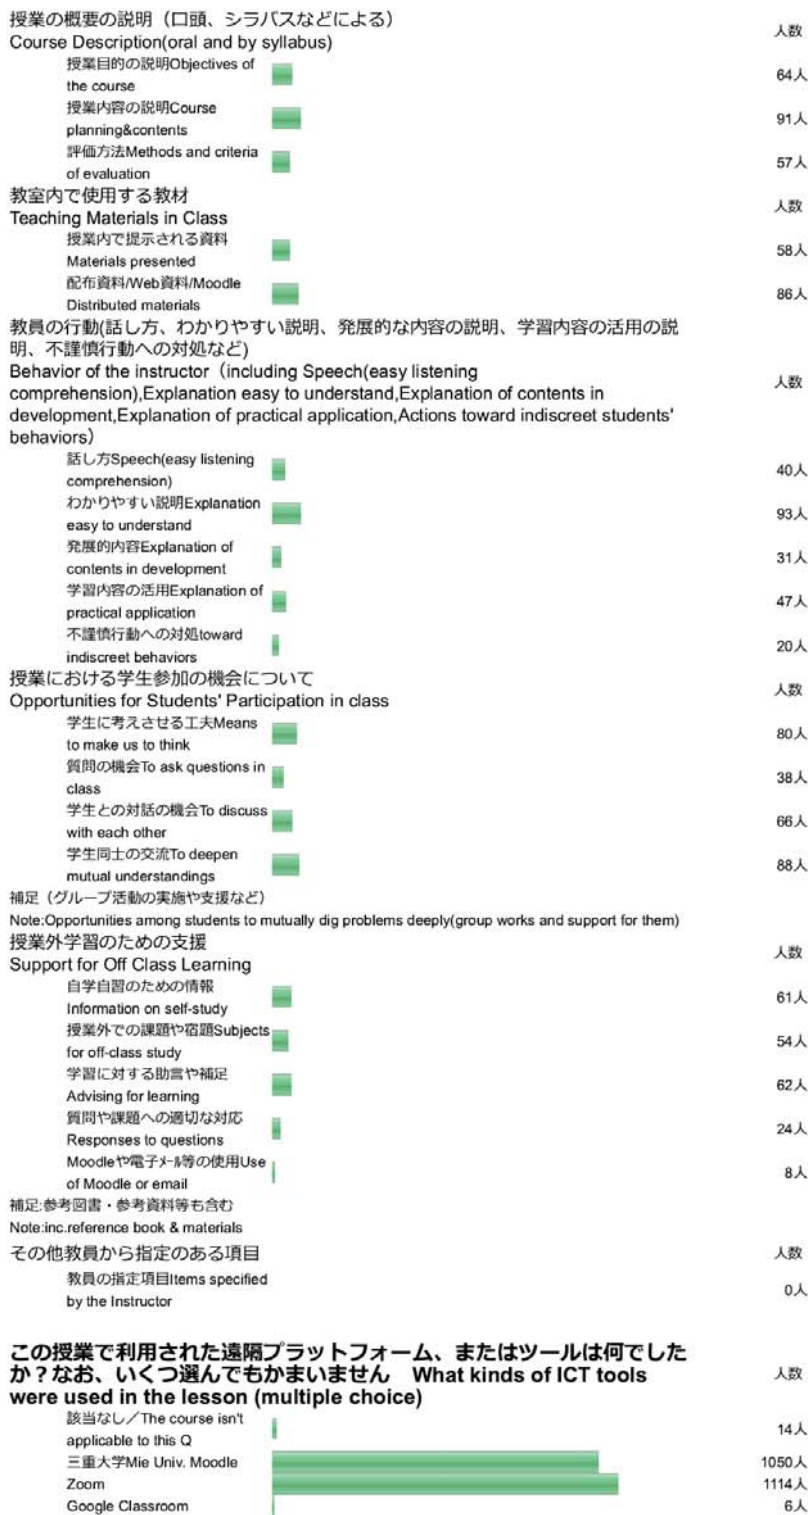 授業の概要の説明（口頭、シラバスなどによる）
Course Description(oral and by syllabus)
人数
授業目的の説明Objectives of
the course
64人
授業内容の説明Course
planning&contents
91人
評価方法Methods and criteria
of evaluation
57人
教室内で使用する教材
Teaching Materials in Class
人数
授業内で提示される資料
Materials presented
58人
配布資料/Web資料/Moodle
Distributed materials
86人
教員の行動(話し方、わかりやすい説明、発展的な内容の説明、学習内容の活用の説
明、不謹慎行動への対処など)
Behavior of the instructor（including Speech(easy listening
comprehension),Explanation easy to understand,Explanation of contents in
development,Explanation of practical application,Actions toward indiscreet students'
behaviors）
人数
話し方Speech(easy listening
comprehension)
40人
わかりやすい説明Explanation
easy to understand
93人
発展的内容Explanation of
contents in development
31人
学習内容の活用Explanation of
practical application
47人
不謹慎行動への対処toward
indiscreet behaviors
20人
授業における学生参加の機会について
Opportunities for Students' Participation in class
人数
学生に考えさせる工夫Means
to make us to think
80人
質問の機会To ask questions in
class
38人
学生との対話の機会To discuss
with each other
66人
学生同士の交流To deepen
mutual understandings
88人
補足（グループ活動の実施や支援など）
Note:Opportunities among students to mutually dig problems deeply(group works and support for them)
授業外学習のための支援
Support for Off Class Learning
人数
自学自習のための情報
Information on self-study
61人
授業外での課題や宿題Subjects
for off-class study
54人
学習に対する助言や補足
Advising for learning
62人
質問や課題への適切な対応
Responses to questions
24人
Moodleや電子ﾒｰﾙ等の使用Use
of Moodle or email
8人
補足:参考図書・参考資料等も含む
Note:inc.reference book & materials
その他教員から指定のある項目
人数
教員の指定項目Items specified
by the Instructor
0人
この授業で利用された遠隔プラットフォーム、またはツールは何でした
か？なお、いくつ選んでもかまいません　What kinds of ICT tools
were used in the lesson (multiple choice)
人数
該当なし／The course isn't
applicable to this Q
14人
三重大学Mie Univ. Moodle
1050人
Zoom
1114人
Google Classroom
6人